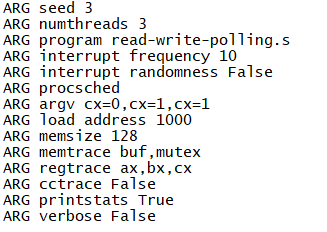 ARG seed 3
ARG numthreads 3
ARG program read-write-polling.s
ARG interrupt frequency 10
ARG interrupt randomness False
ARG procsched
ARG argv cx=0,cx=1,cx=1
ARG load address 1000
ARG memsize 128
ARG memtrace buf,mutex
ARG regtrace ax,bx,cx
ARG cctrace False
ARG printstats True
ARG verbose False